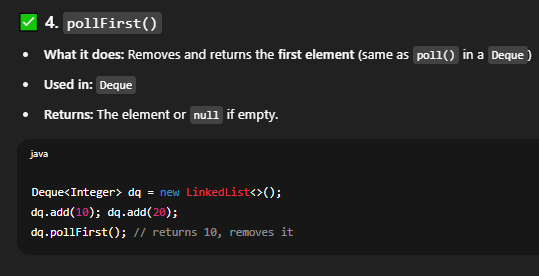 ✅ 4. pollFirst()
• What it does: Removes and returns the first element (same as poll() in a Deque)
• Used in: Deque
• Returns: The element or null if empty.
java
Deque<Integer> dq = new LinkedList<>();
dq.add(10); dq.add(20);
dq.pollFirst(); // returns 10, removes it